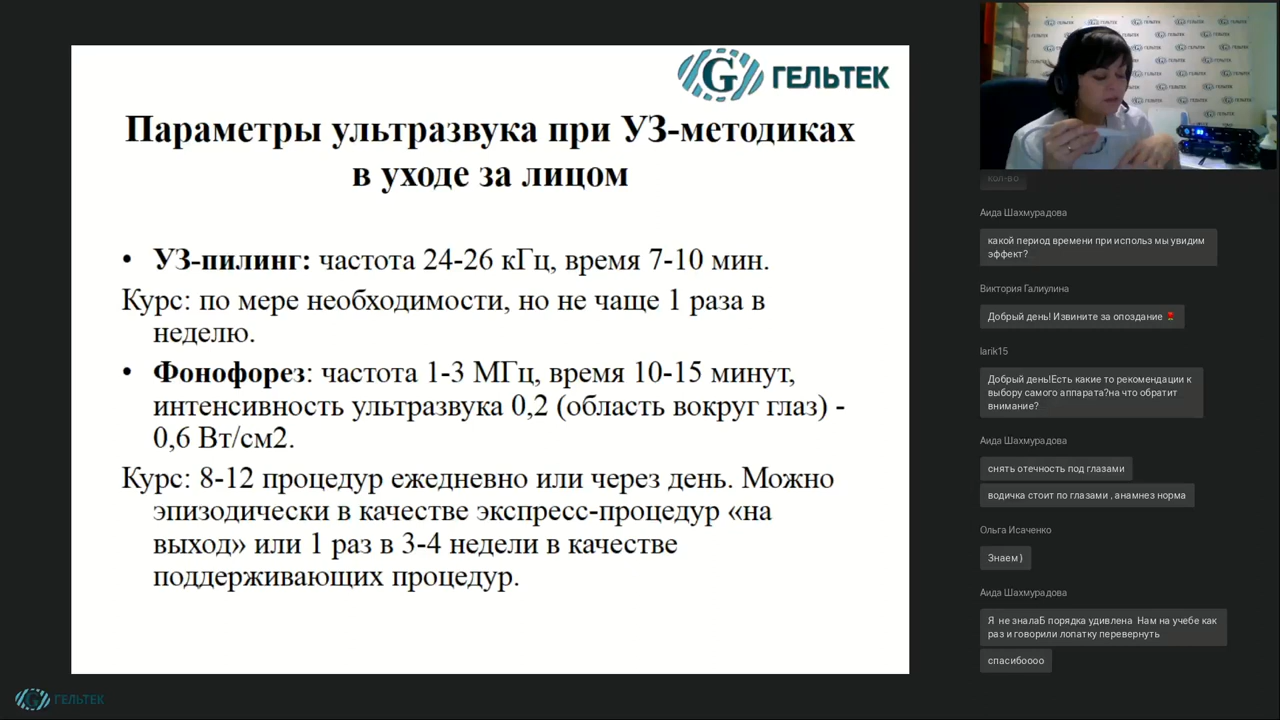 ГЕЛЬТЕК
Параметры ультразвука при УЗ-методиках
в уходе за лицом
• УЗ-пилинг: частота 24-26 кГц, время 7-10 мин.
Курс: по мере необходимости, но не чаще 1 раза в
неделю.
• Фонофорез: частота 1-3 МГц, время 10-15 минут,
интенсивность ультразвука 0,2 (область вокруг глаз) -
0,6 Вт/см2.
Курс: 8-12 процедур ежедневно или через день. Можно
эпизодически в качестве экспресс-процедур «на
выход» или 1 раз в 3-4 недели в качестве
поддерживающих процедур.
ГЕЛЬТЕК
кол-во
Аида Шахмурадова
какой период времени при использ мы увидим
эффект?
Виктория Галиулина
Добрый день! Извините за опоздание
larik15
Добрый день!Есть какие то рекомендации к
выбору самого аппарата?на что обратит
внимание?
Аида Шахмурадова
снять отечность под глазами
водичка стоит по глазами , анамнез норма
Ольга Исаченко
Знаем )
Аида Шахмурадова
Я не зналаБ порядка удивлена Нам на учебе как
раз и говорили лопатку перевернуть
спасибоооо